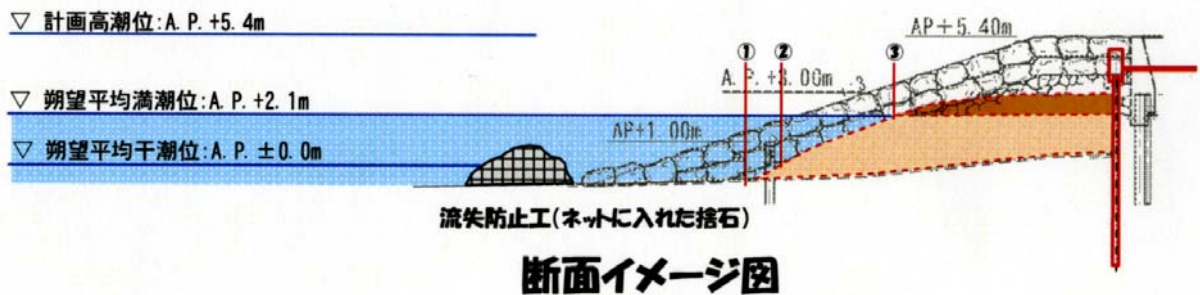 ▽ 計画高潮位:A.P.+5.4m
AP+5.40m
① ② ③
A.P.+3.00m
▽ 朔望平均満潮位:A.P.+2.1m
AP+1.00m
▽ 朔望平均干潮位:A.P.±0.0m
流失防止工(ネットに入れた捨石)
断面イメージ図